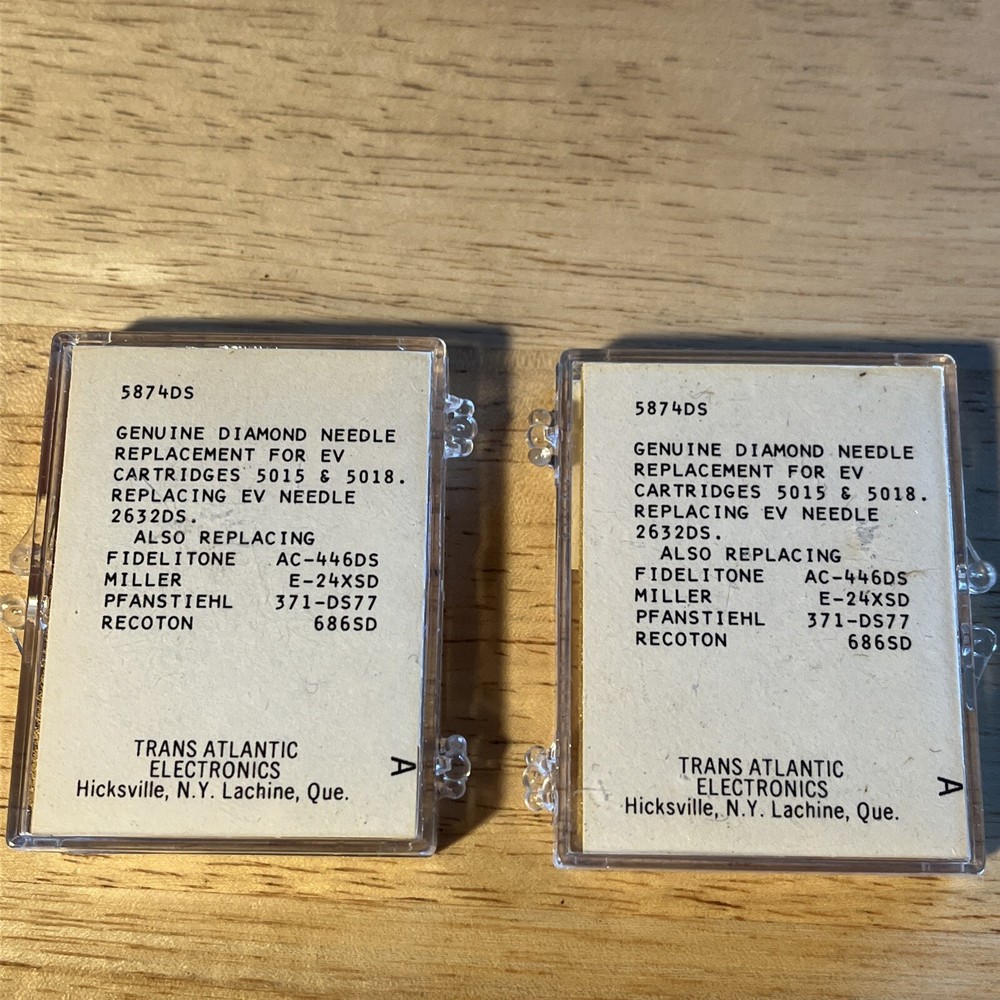 5874DS
GENUINE DIAMOND NEEDLE
REPLACEMENT FOR EV
CARTRIDGES 5015 & 5018.
REPLACING EV NEEDLE
2632DS.
ALSO REPLACING
FIDELITONE AC-446DS
MILLER E-24XSD
PFANSTIEHL 371-DS77
RECOTON 686SD
TRANS ATLANTIC
ELECTRONICS
Hicksville, N.Y. Lachine, Que.
A
5874DS
GENUINE DIAMOND NEEDLE
REPLACEMENT FOR EV
CARTRIDGES 5015 & 5018.
REPLACING EV NEEDLE
2632DS.
ALSO REPLACING
FIDELITONE AC-446DS
MILLER E-24XSD
PFANSTIEHL 371-DS77
RECOTON 686SD
TRANS ATLANTIC
ELECTRONICS
Hicksville, N.Y. Lachine, Que.
A